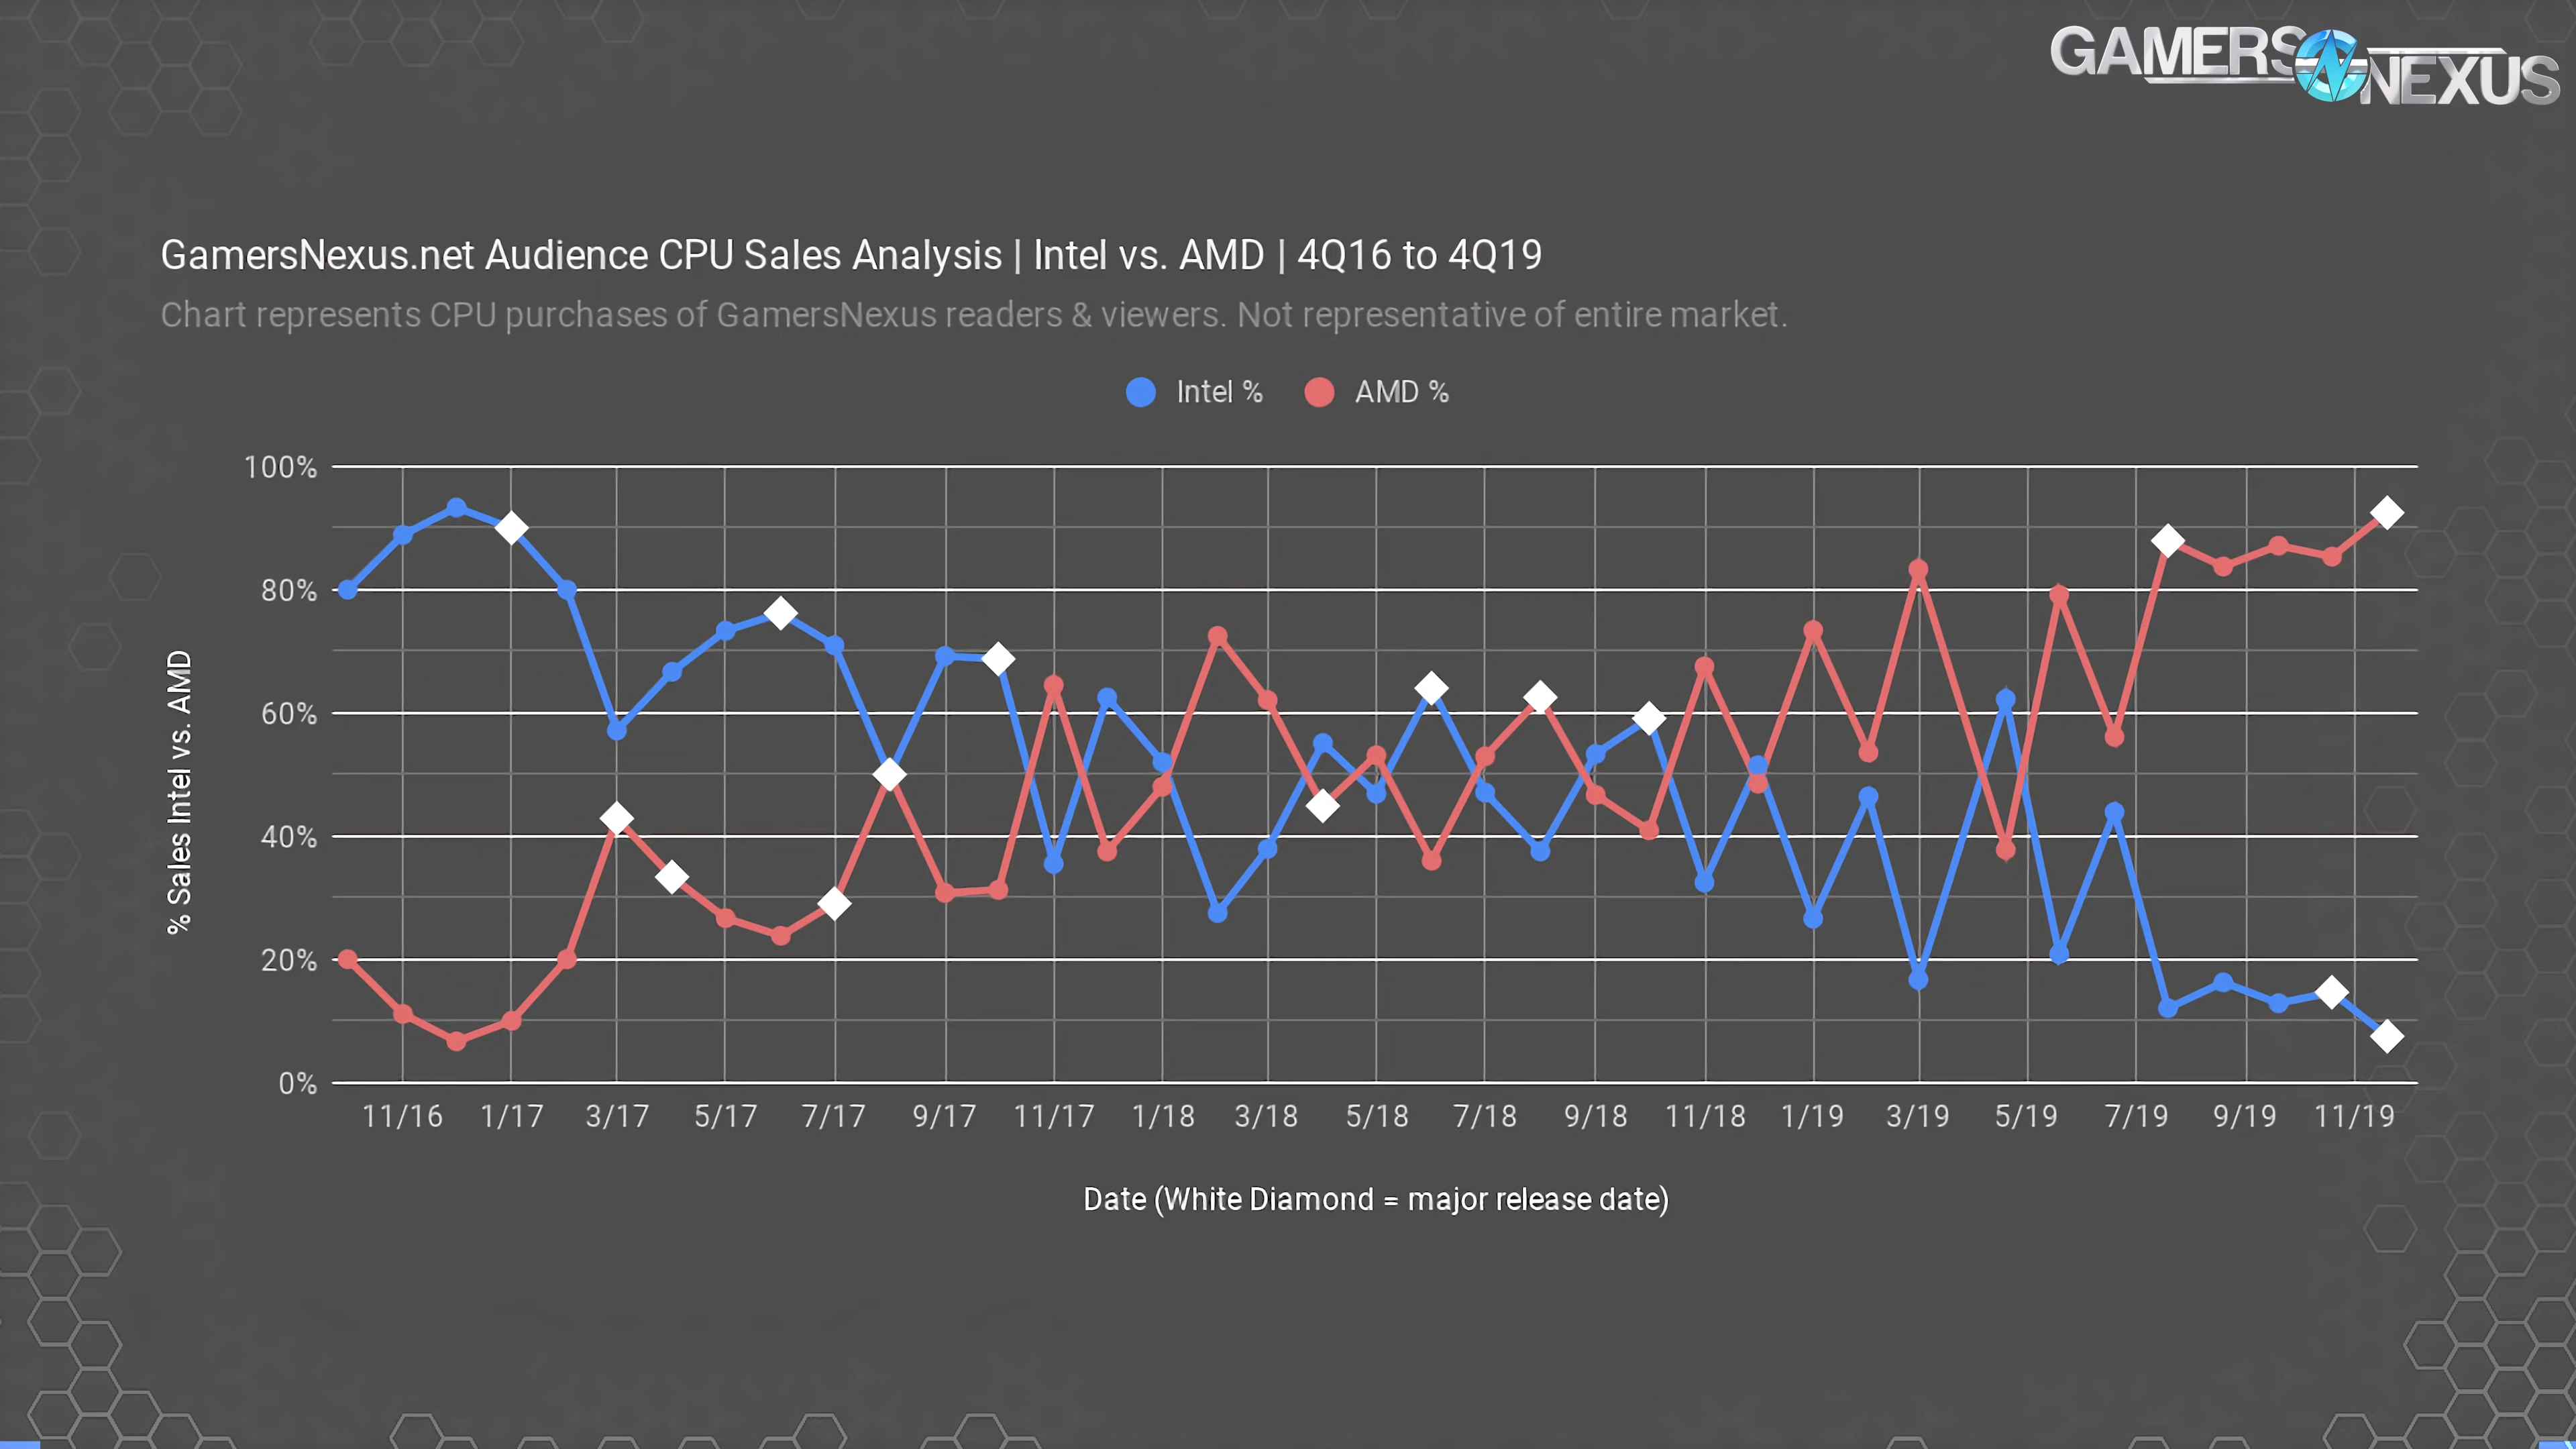 GAMERS NEXUS
GamersNexus.net Audience CPU Sales Analysis | Intel vs. AMD | 4Q16 to 4Q19
Chart represents CPU purchases of GamersNexus readers & viewers. Not representative of entire market.
Intel % AMD %
100%
80%
60%
40%
20%
0%
% Sales Intel vs. AMD
11/16 1/17 3/17 5/17 7/17 9/17 11/17 1/18 3/18 5/18 7/18 9/18 11/18 1/19 3/19 5/19 7/19 9/19 11/19
Date (White Diamond = major release date)